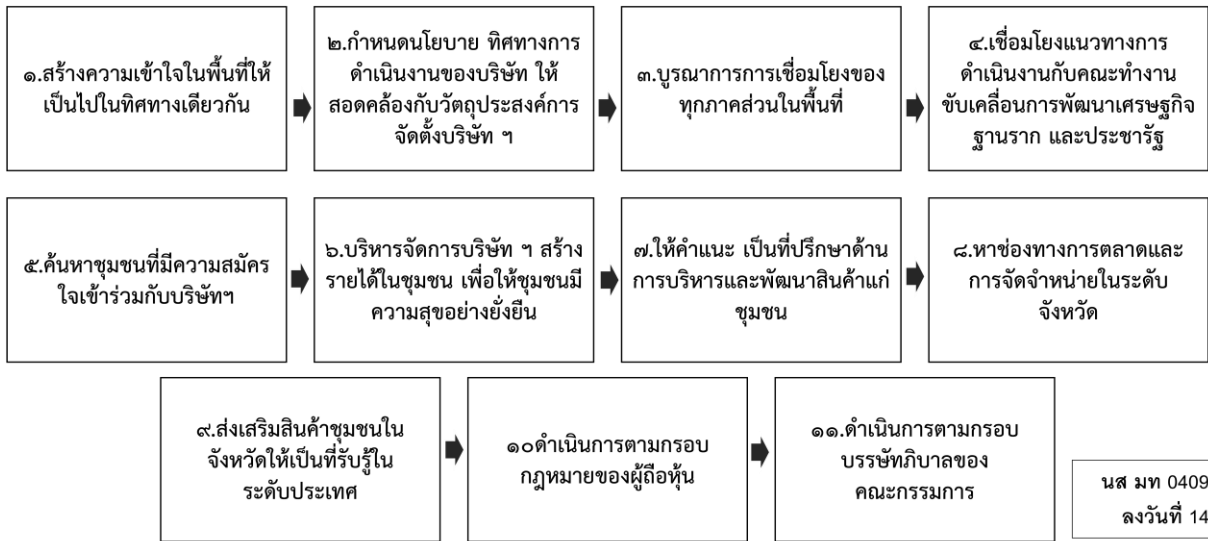 ๑.สร้างความเข้าใจในพื้นที่ให้
เป็นไปในทิศทางเดียวกัน
๒.กำหนดนโยบาย ทิศทางการ
ดำเนินงานของบริษัท ให้
สอดคล้องกับวัตถุประสงค์การ
จัดตั้งบริษัท ฯ
๓.บูรณาการการเชื่อมโยงของ
ทุกภาคส่วนในพื้นที่
๔.เชื่อมโยงแนวทางการ
ดำเนินงานกับคณะทำงาน
ขับเคลื่อนการพัฒนาเศรษฐกิจ
ฐานราก และประชารัฐ
๕.ค้นหาชุมชนที่มีความสมัคร
ใจเข้าร่วมกับบริษัทฯ
๖.บริหารจัดการบริษัท ฯ สร้าง
รายได้ในชุมชน เพื่อให้ชุมชนมี
ความสุขอย่างยั่งยืน
๗.ให้คำแนะ เป็นที่ปรึกษาด้าน
การบริหารและพัฒนาสินค้าแก่
ชุมชน
๘.หาช่องทางการตลาดและ
การจัดจำหน่ายในระดับ
จังหวัด
๙.ส่งเสริมสินค้าชุมชนใน
จังหวัดให้เป็นที่รับรู้ใน
ระดับประเทศ
๑๐ดำเนินการตามกรอบ
กฎหมายของผู้ถือหุ้น
๑๑.ดำเนินการตามกรอบ
บรรษัทภิบาลของ
คณะกรรมการ
นส มท 0409
ลงวันที่ 14